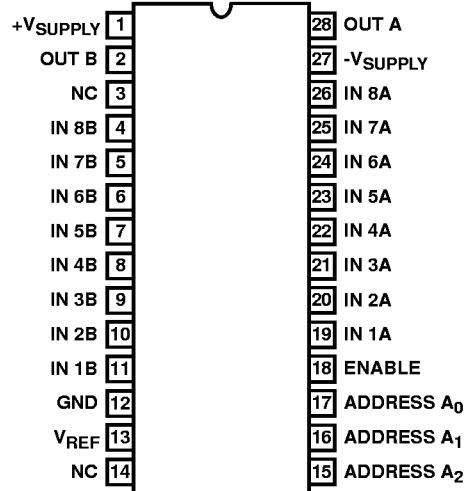 +VSUPPLY 1 28 OUT A
OUT B 2 27 -VSUPPLY
NC 3 26 IN 8A
IN 8B 4 25 IN 7A
IN 7B 5 24 IN 6A
IN 6B 6 23 IN 5A
IN 5B 7 22 IN 4A
IN 4B 8 21 IN 3A
IN 3B 9 20 IN 2A
IN 2B 10 19 IN 1A
IN 1B 11 18 ENABLE
GND 12 17 ADDRESS A0
VREF 13 16 ADDRESS A1
NC 14 15 ADDRESS A2